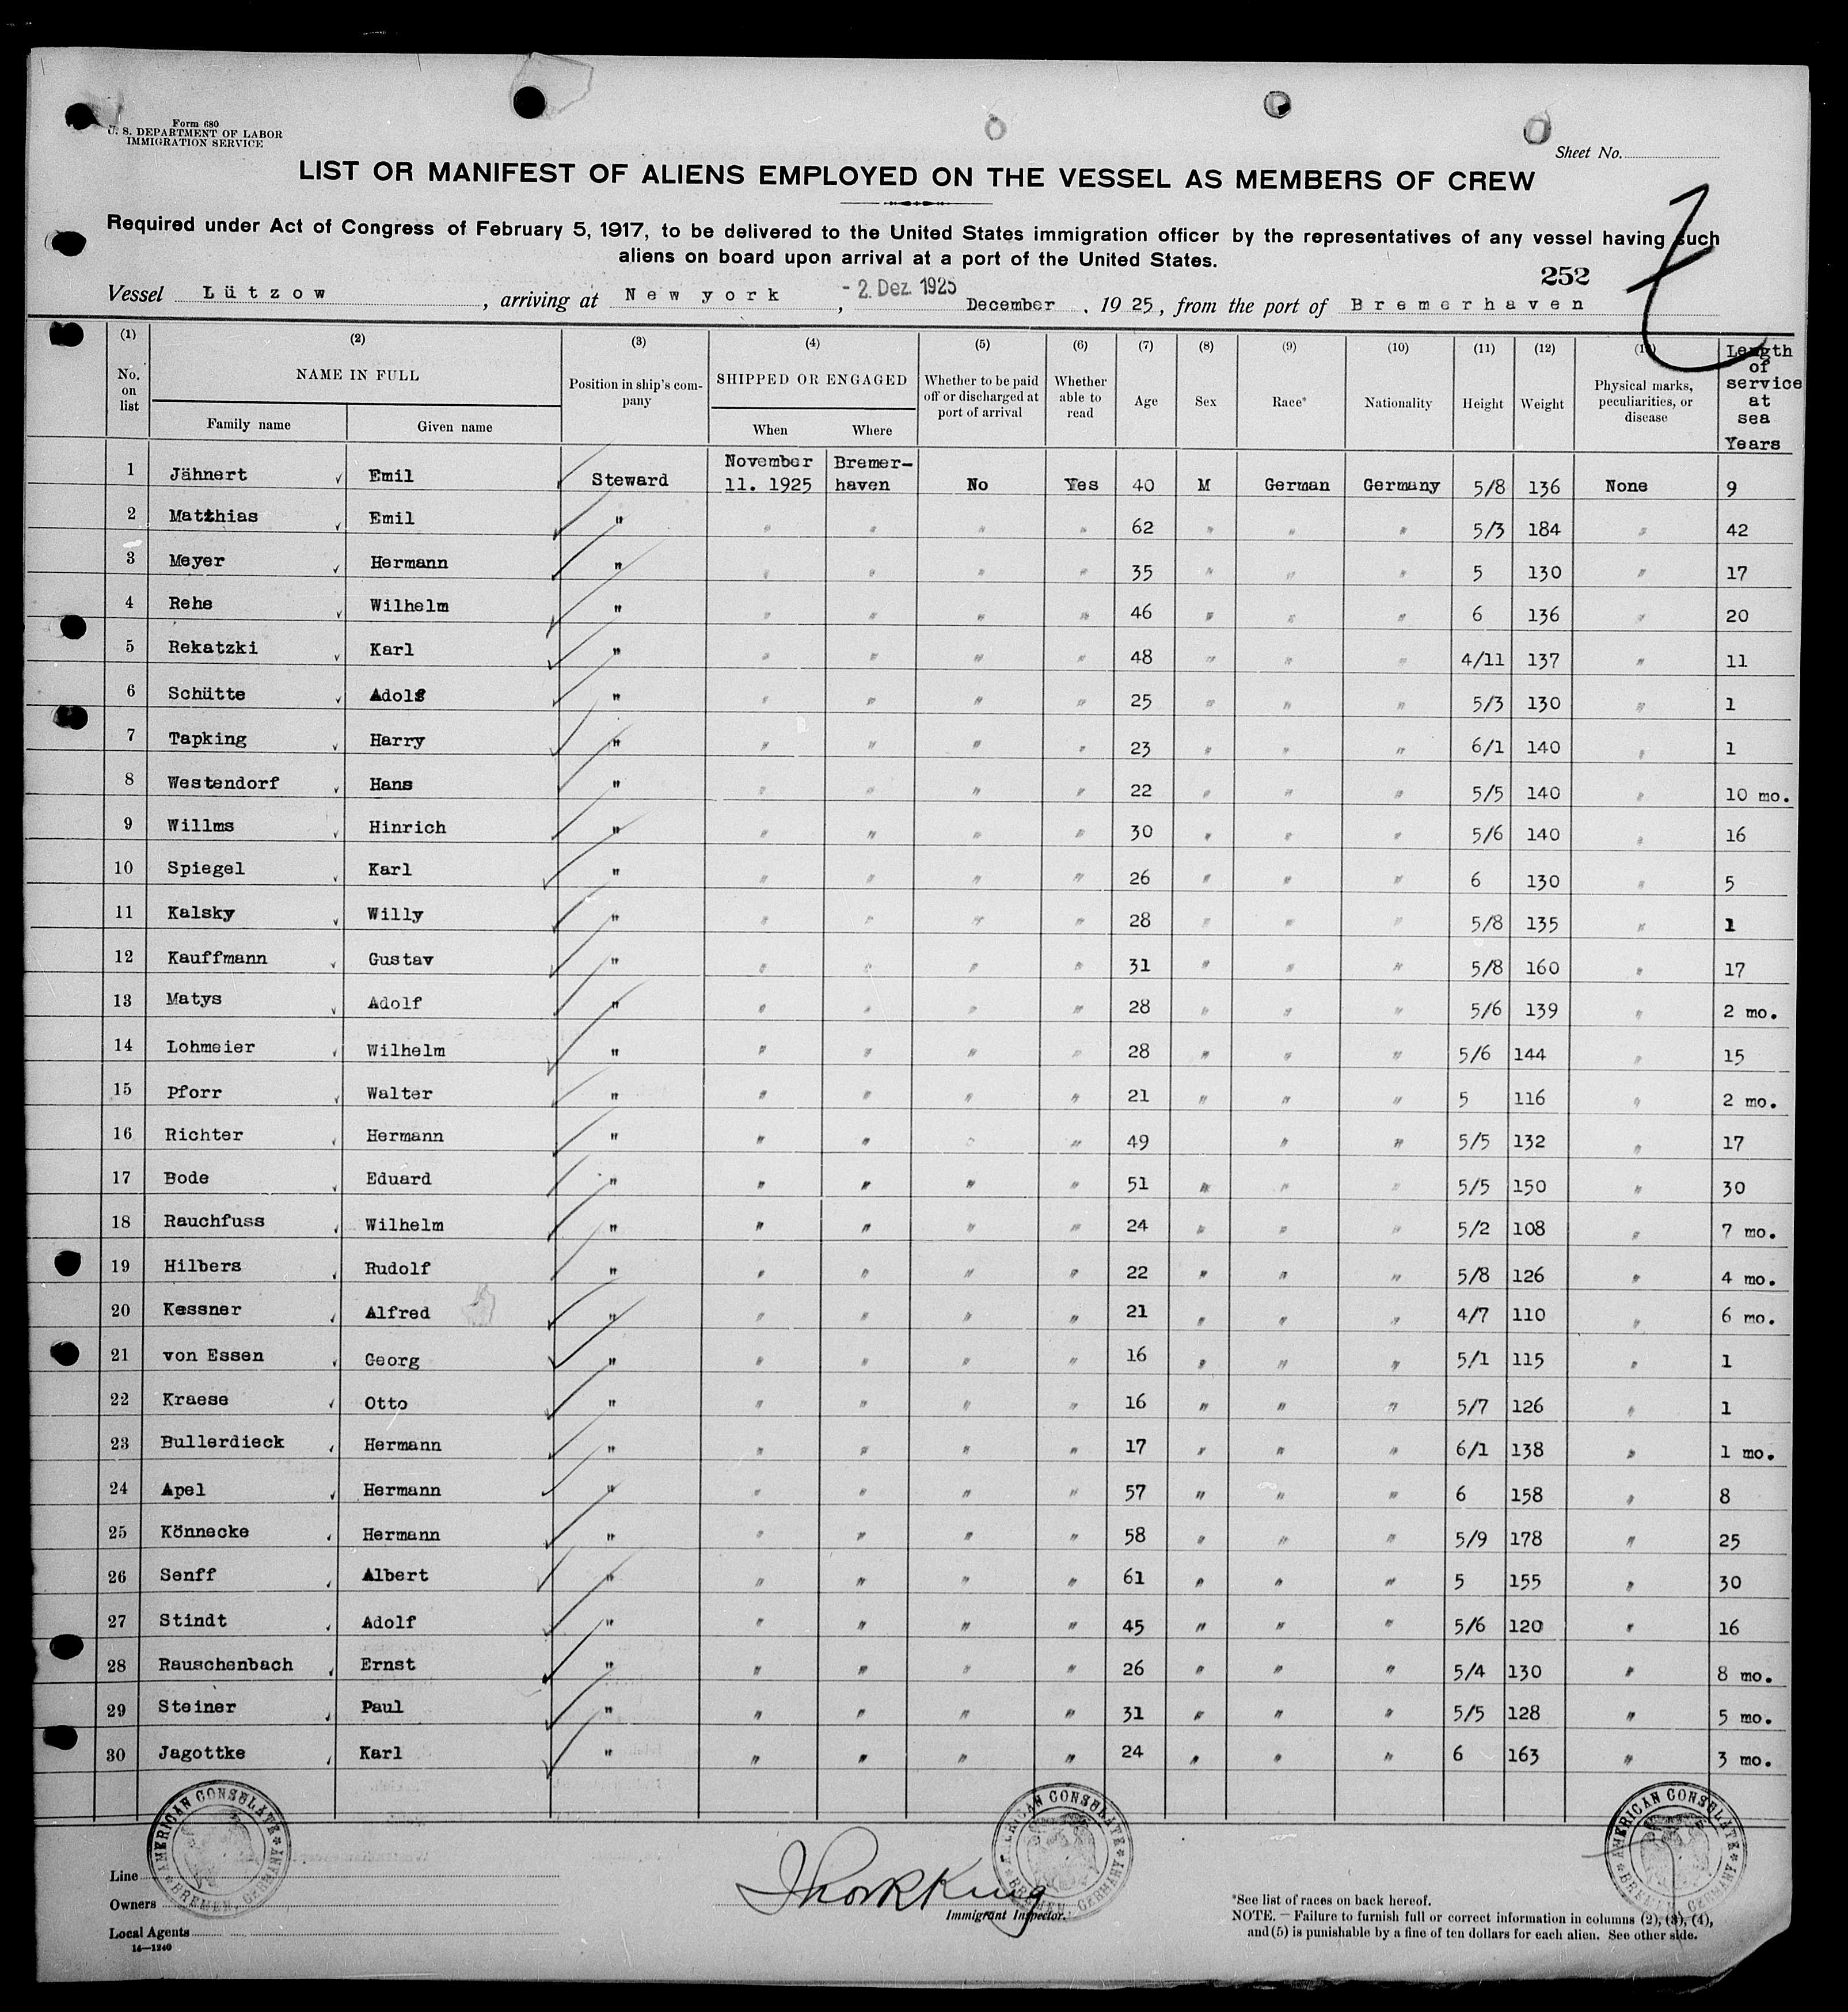 Form 680
U. S. DEPARTMENT OF LABOR
IMMIGRATION SERVICE
Sheet No.
LIST OR MANIFEST OF ALIENS EMPLOYED ON THE VESSEL AS MEMBERS OF CREW
Required under Act of Congress of February 5, 1917, to be delivered to the United States immigration officer by the representatives of any vessel having such
aliens on board upon arrival at a port of the United States.
252
Vessel Lützow, arriving at New york, - 2. Dez. 1925 December, 1925, from the port of Bremerhaven
(1) (2) (3) (4) (5) (6) (7) (8) (9) (10) (11) (12) Length of service at sea Years
No. on list NAME IN FULL Position in ship's company SHIPPED OR ENGAGED Whether to be paid off or discharged at port of arrival Whether able to read Age Sex Race* Nationality Height Weight Physical marks, peculiarities, or disease
Family name Given name When Where
1 Jähnert Emil Steward November 11. 1925 Bremer-haven No Yes 40 M German Germany 5/8 136 None 9
2 Matthias Emil " " " " " 62 " " " 5/3 184 " 42
3 Meyer Hermann " " " " " 35 " " " 5 130 " 17
4 Rehe Wilhelm " " " " " 46 " " " 6 136 " 20
5 Rekatzki Karl " " " " " 48 " " " 4/11 137 " 11
6 Schütte Adolf " " " " " 25 " " " 5/3 130 " 1
7 Tapking Harry " " " " " 23 " " " 6/1 140 " 1
8 Westendorf Hans " " " " " 22 " " " 5/5 140 " 10 mo.
9 Willms Hinrich " " " " " 30 " " " 5/6 140 " 16
10 Spiegel Karl " " " " " 26 " " " 6 130 " 5
11 Kalsky Willy " " " " " 28 " " " 5/8 135 " 1
12 Kauffmann Gustav " " " " " 31 " " " 5/8 160 " 17
13 Matys Adolf " " " " " 28 " " " 5/6 139 " 2 mo.
14 Lohmeier Wilhelm " " " " " 28 " " " 5/6 144 " 15
15 Pforr Walter " " " " " 21 " " " 5 116 " 2 mo.
16 Richter Hermann " " " " " 49 " " 5/5 132 " 17
17 Bode Eduard " " " " " 51 " " " 5/5 150 " 30
18 Rauchfuss Wilhelm " " " " " 24 " " " 5/2 108 " 7 mo.
19 Hilbers Rudolf " " " " " 22 " " " 5/8 126 " 4 mo.
20 Kessner Alfred " " " " " 21 " " " 4/7 110 " 6 mo.
21 von Essen Georg " " " " " 16 " " " 5/1 115 " 1
22 Kraese Otto " " " " " 16 " " " 5/7 126 " 1
23 Bullerdieck Hermann " " " " " 17 " " " 6/1 138 " 1 mo.
24 Apel Hermann " " " " " 57 " " " 6 158 " 8
25 Könnecke Hermann " " " " " 58 " " " 5/9 178 " 25
26 Senff Albert " " " " " 61 " " " 5 155 " 30
27 Stindt Adolf " " " " " 45 " " " 5/6 120 " 16
28 Rauschenbach Ernst " " " " " 26 " " " 5/4 130 " 8 mo.
29 Steiner Paul " " " " " 31 " " " 5/5 128 " 5 mo.
30 Jagottke Karl " " " " " 24 " " " 6 163 " 3 mo.
AMERICAN CONSULATE BREMEN, GERMANY
AMERICAN CONSULATE BREMEN, GERMANY
AMERICAN CONSULATE BREMEN, GERMANY
Line
Owners
Local Agents
14—1240
Immigrant Inspector.
*See list of races on back hereof.
NOTE.—Failure to furnish full or correct information in columns (2), (3), (4),
and (5) is punishable by a fine of ten dollars for each alien. See other side.